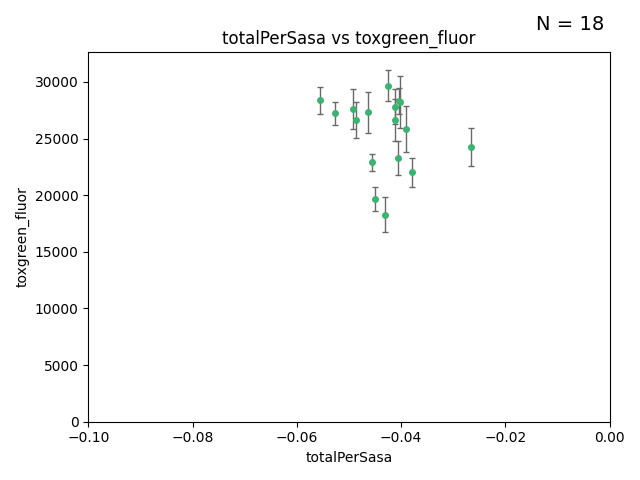 N = 18
totalPerSasa vs toxgreen_fluor
toxgreen_fluor
30000
25000
20000
15000
10000
5000
0
−0.10 −0.08 −0.06 −0.04 −0.02 0.00
totalPerSasa